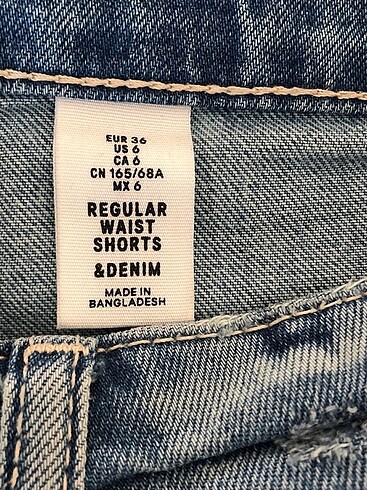 EUR 36
US 6
CA 6
CN 165/68A
MX 6
REGULAR
WAIST
SHORTS
&DENIM
MADE IN
BANGLADESH